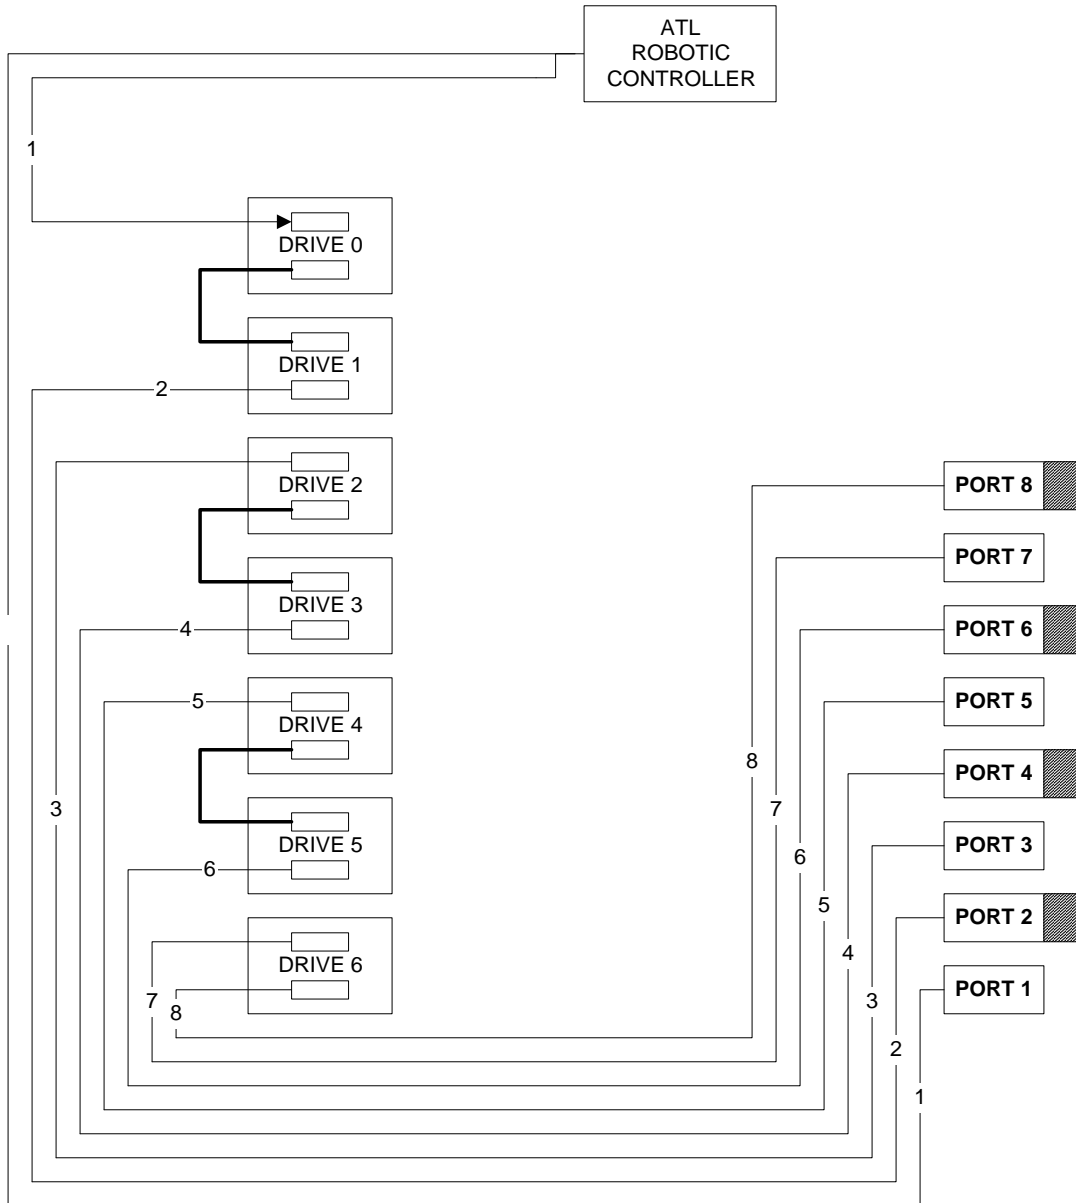 ATL
ROBOTIC
CONTROLLER
1
DRIVE 0
DRIVE 1
2
DRIVE 2
PORT 8
PORT 7
DRIVE 3
4
PORT 6
5
PORT 5
DRIVE 4
8
PORT 4
3
7
DRIVE 5
PORT 3
6
6
5
PORT 2
4
DRIVE 6
PORT 1
7
8
3
2
1